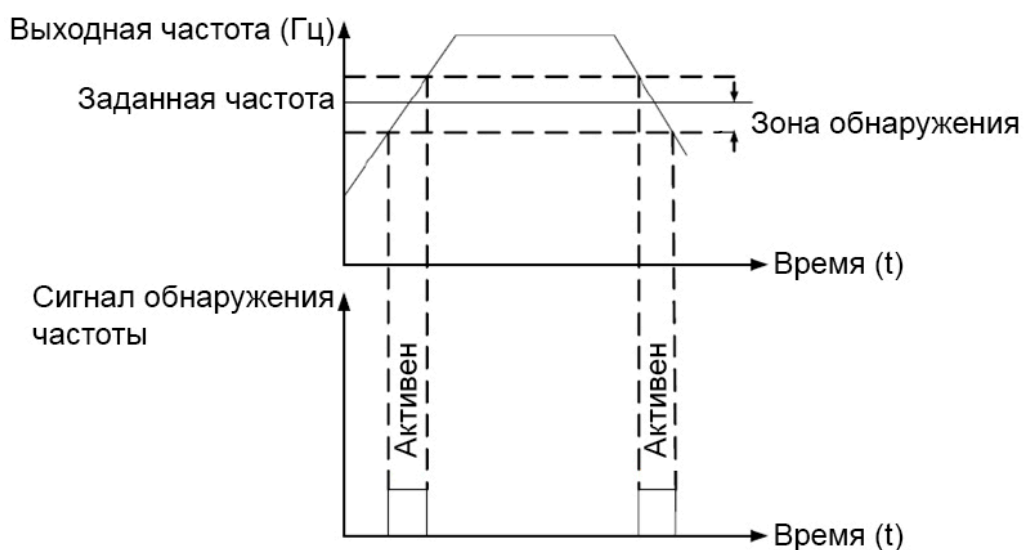 Выходная частота (Гц)
Заданная частота
Зона обнаружения
Время (t)
Сигнал обнаружения
частоты
Активен
Активен
Время (t)